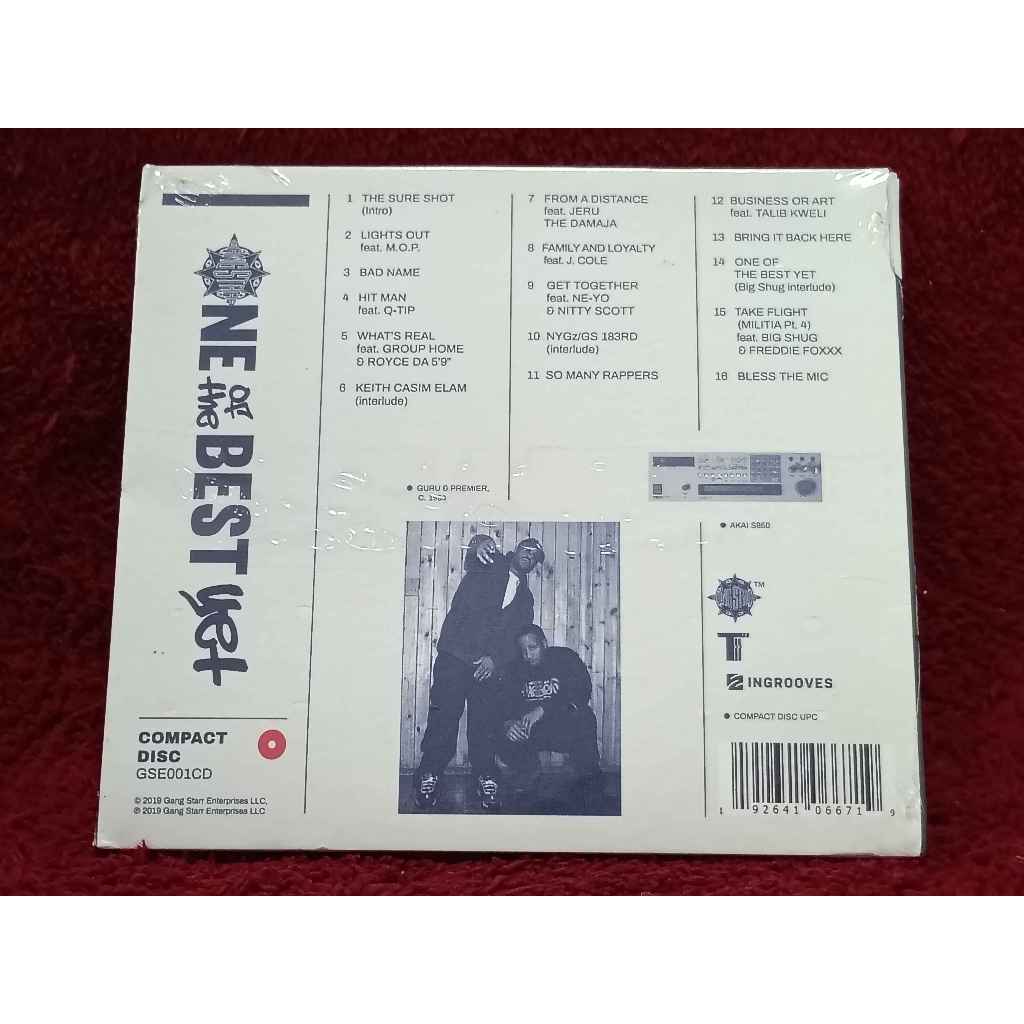 ONE OF the BEST yet
1 THE SURE SHOT
(Intro)
2 LIGHTS OUT
feat. M.O.P.
3 BAD NAME
4 HIT MAN
feat. Q-TIP
5 WHAT'S REAL
feat. GROUP HOME
& ROYCE DA 5'9"
6 KEITH CASIM ELAM
(interlude)
7 FROM A DISTANCE
feat. JERU
THE DAMAJA
8 FAMILY AND LOYALTY
feat. J. COLE
9 GET TOGETHER
feat. NE-YO
& NITTY SCOTT
10 NYGz/GS 183RD
(interlude)
11 SO MANY RAPPERS
12 BUSINESS OR ART
feat. TALIB KWELI
13 BRING IT BACK HERE
14 ONE OF
THE BEST YET
(Big Shug interlude)
15 TAKE FLIGHT
(MILITIA Pt. 4)
feat. BIG SHUG
& FREDDIE FOXXX
16 BLESS THE MIC
GURU & PREMIER,
AKAI S950
TM
INGROOVES
COMPACT DISC UPC
1 92641 06671 9
COMPACT
DISC
GSE001CD
© 2019 Gang Starr Enterprises LLC,
℗ 2019 Gang Starr Enterprises LLC